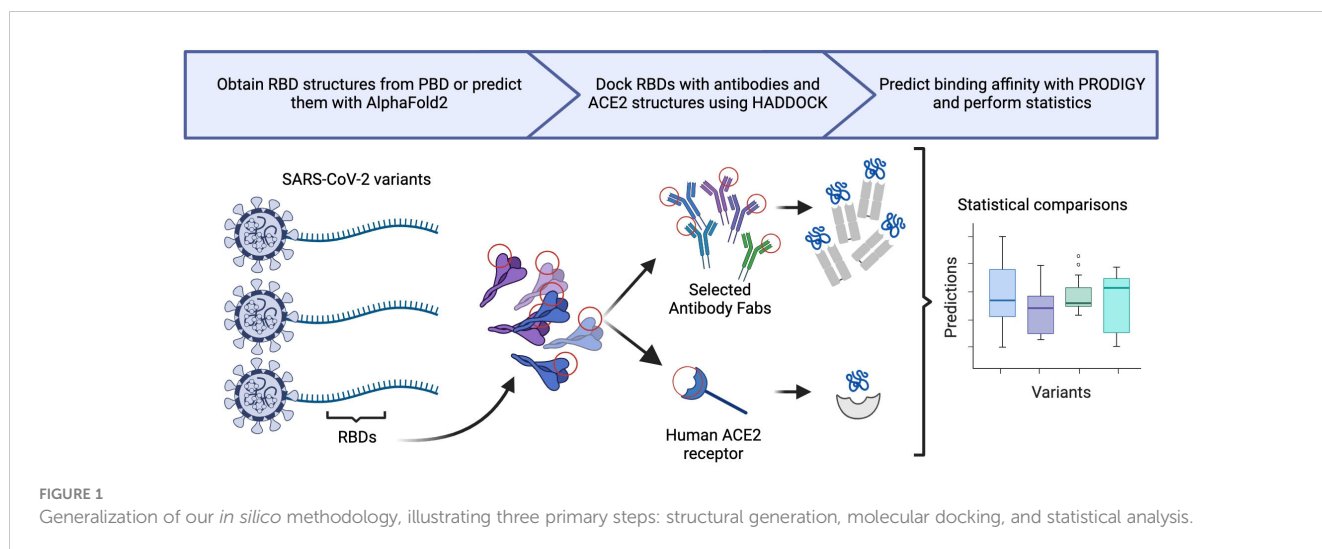 Obtain RBD structures from PBD or predict
them with AlphaFold2
Dock RBDs with antibodies and
ACE2 structures using HADDOCK
Predict binding affinity with PRODIGY
and perform statistics
SARS-CoV-2 variants
RBDs
Selected
Antibody Fabs
Human ACE2
receptor
Statistical comparisons
Predictions
Variants
FIGURE 1
Generalization of our in silico methodology, illustrating three primary steps: structural generation, molecular docking, and statistical analysis.